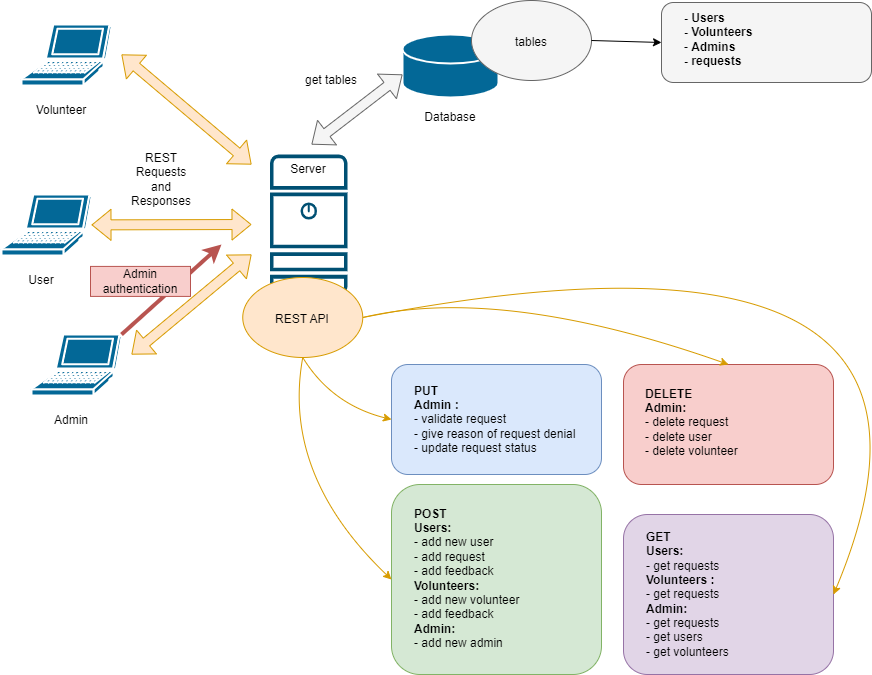 Volunteer
get tables
Database
tables
- Users
- Volunteers
- Admins
- requests
REST
Requests
and
Responses
Server
User
Admin
authentication
Admin
REST API
PUT
Admin :
- validate request
- give reason of request denial
- update request status
DELETE
Admin:
- delete request
- delete user
- delete volunteer
POST
Users:
- add new user
- add request
- add feedback
Volunteers:
- add new volunteer
- add feedback
Admin:
- add new admin
GET
Users:
- get requests
Volunteers :
- get requests
Admin:
- get requests
- get users
- get volunteers